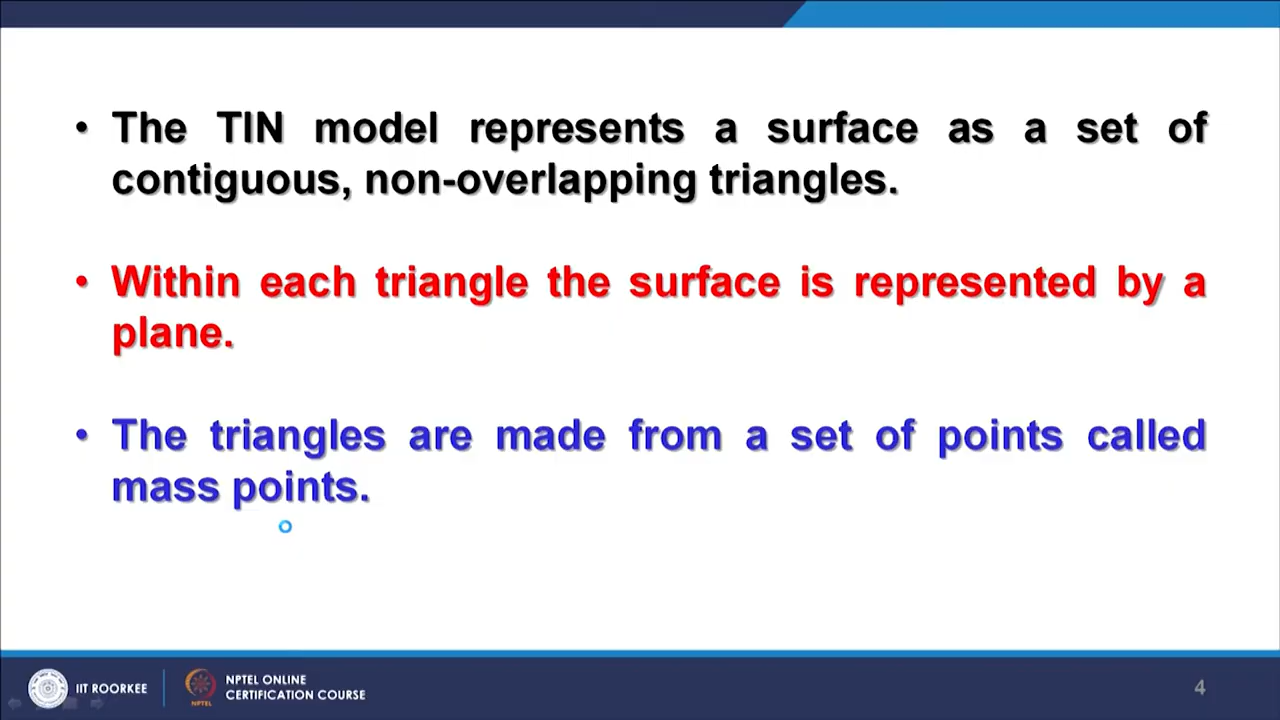 • The TIN model represents a surface as a set of
contiguous, non-overlapping triangles.
• Within each triangle the surface is represented by a
plane.
• The triangles are made from a set of points called
mass points.
IIT ROORKEE
NPTEL
NPTEL ONLINE
CERTIFICATION COURSE
4